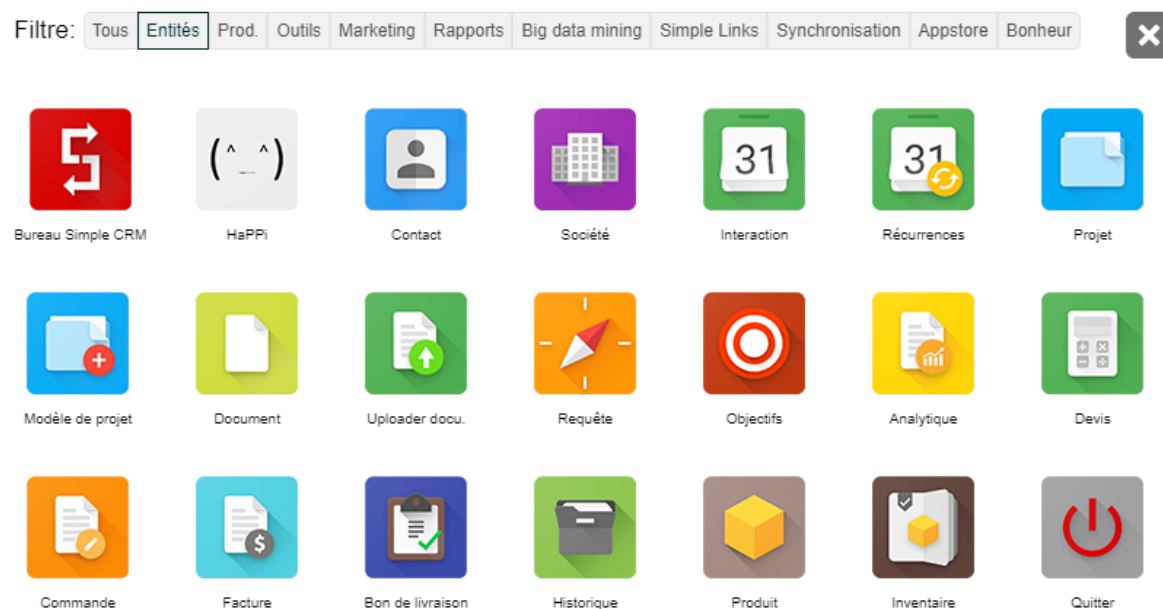 Filtre: Tous Entités Prod. Outils Marketing Rapports Big data mining Simple Links Synchronisation Appstore Bonheur
31 31
Bureau Simple CRM HaPPi Contact Société Interaction Récurrences Projet
Modèle de projet Document Uploader docu. Requête Objectifs Analytique Devis
$
Commande Facture Bon de livraison Historique Produit Inventaire Quitter